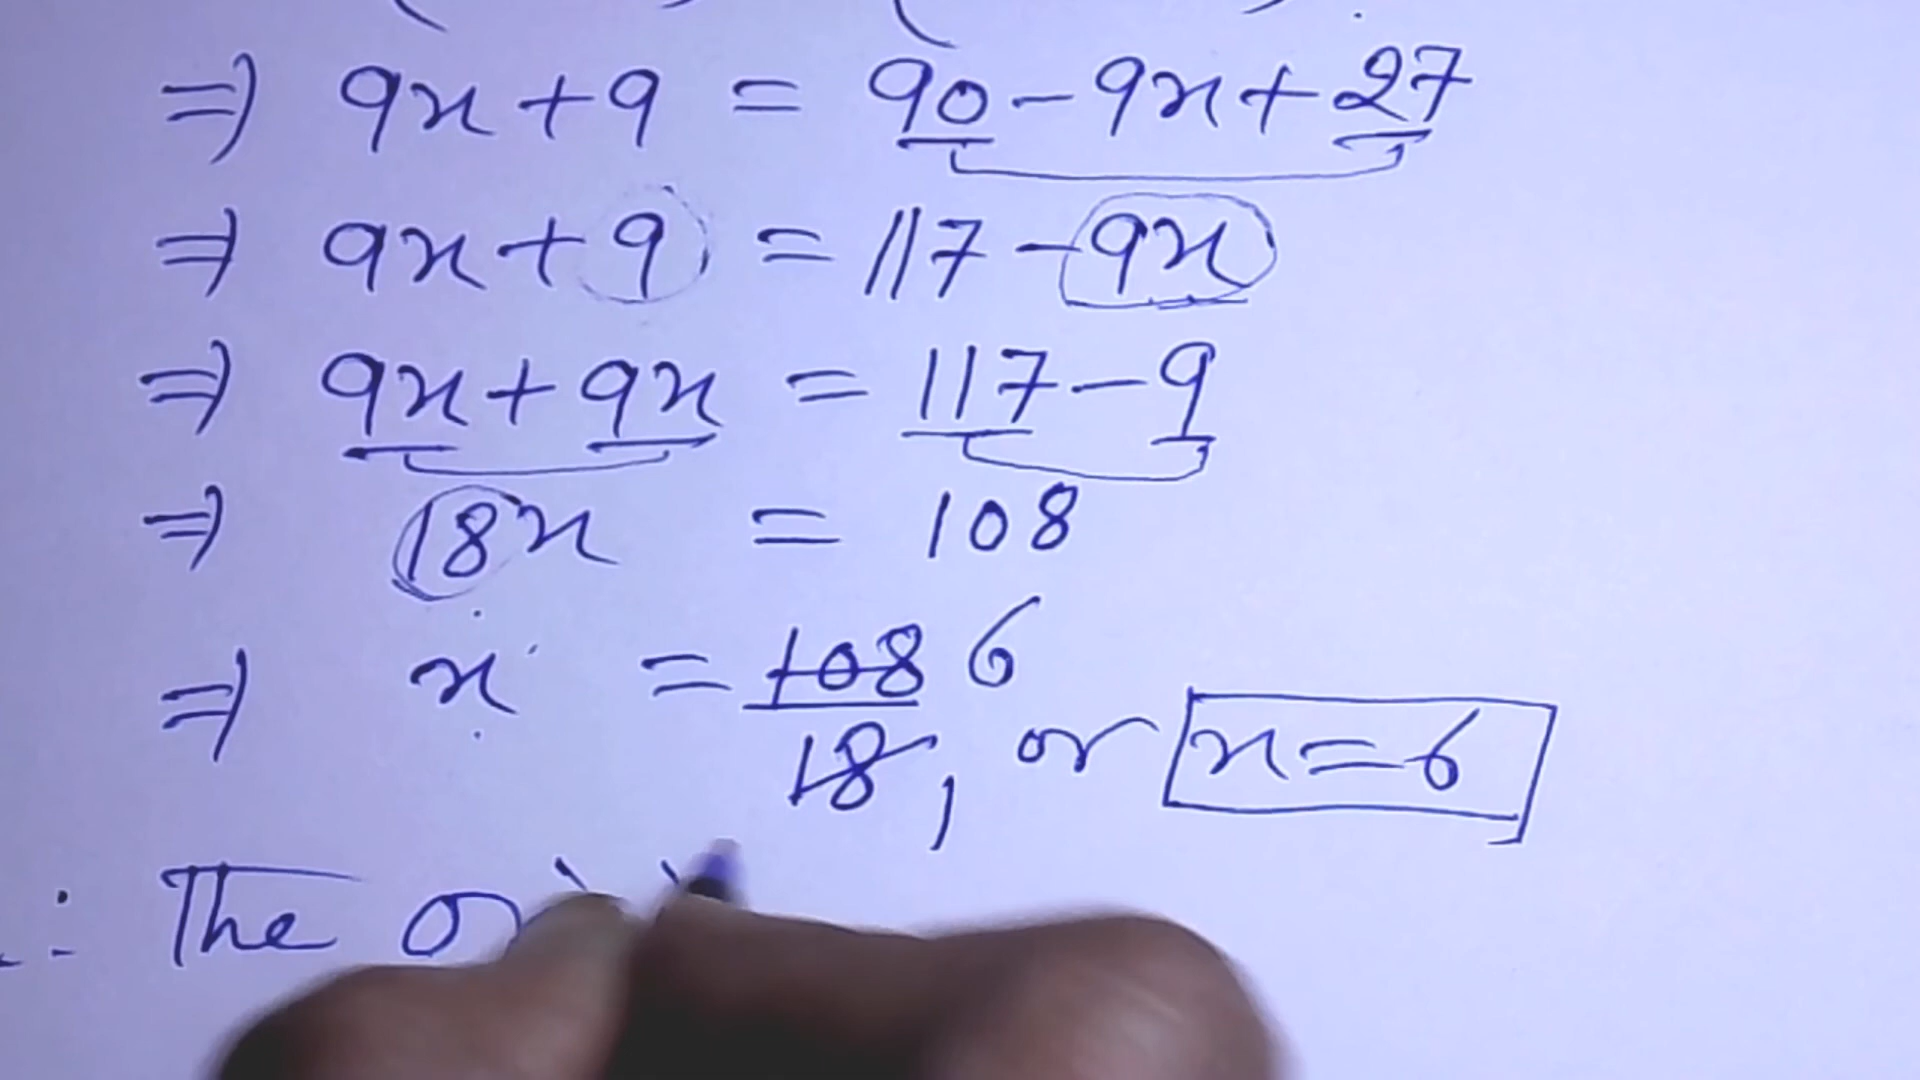 ⇒ 9x + 9 = 90 - 9x + 27
⇒ 9x + 9 = 117 - 9x
⇒ 9x + 9x = 117 - 9
⇒ 18x = 108
⇒ x = 108/18 6, or x = 6
∴ The